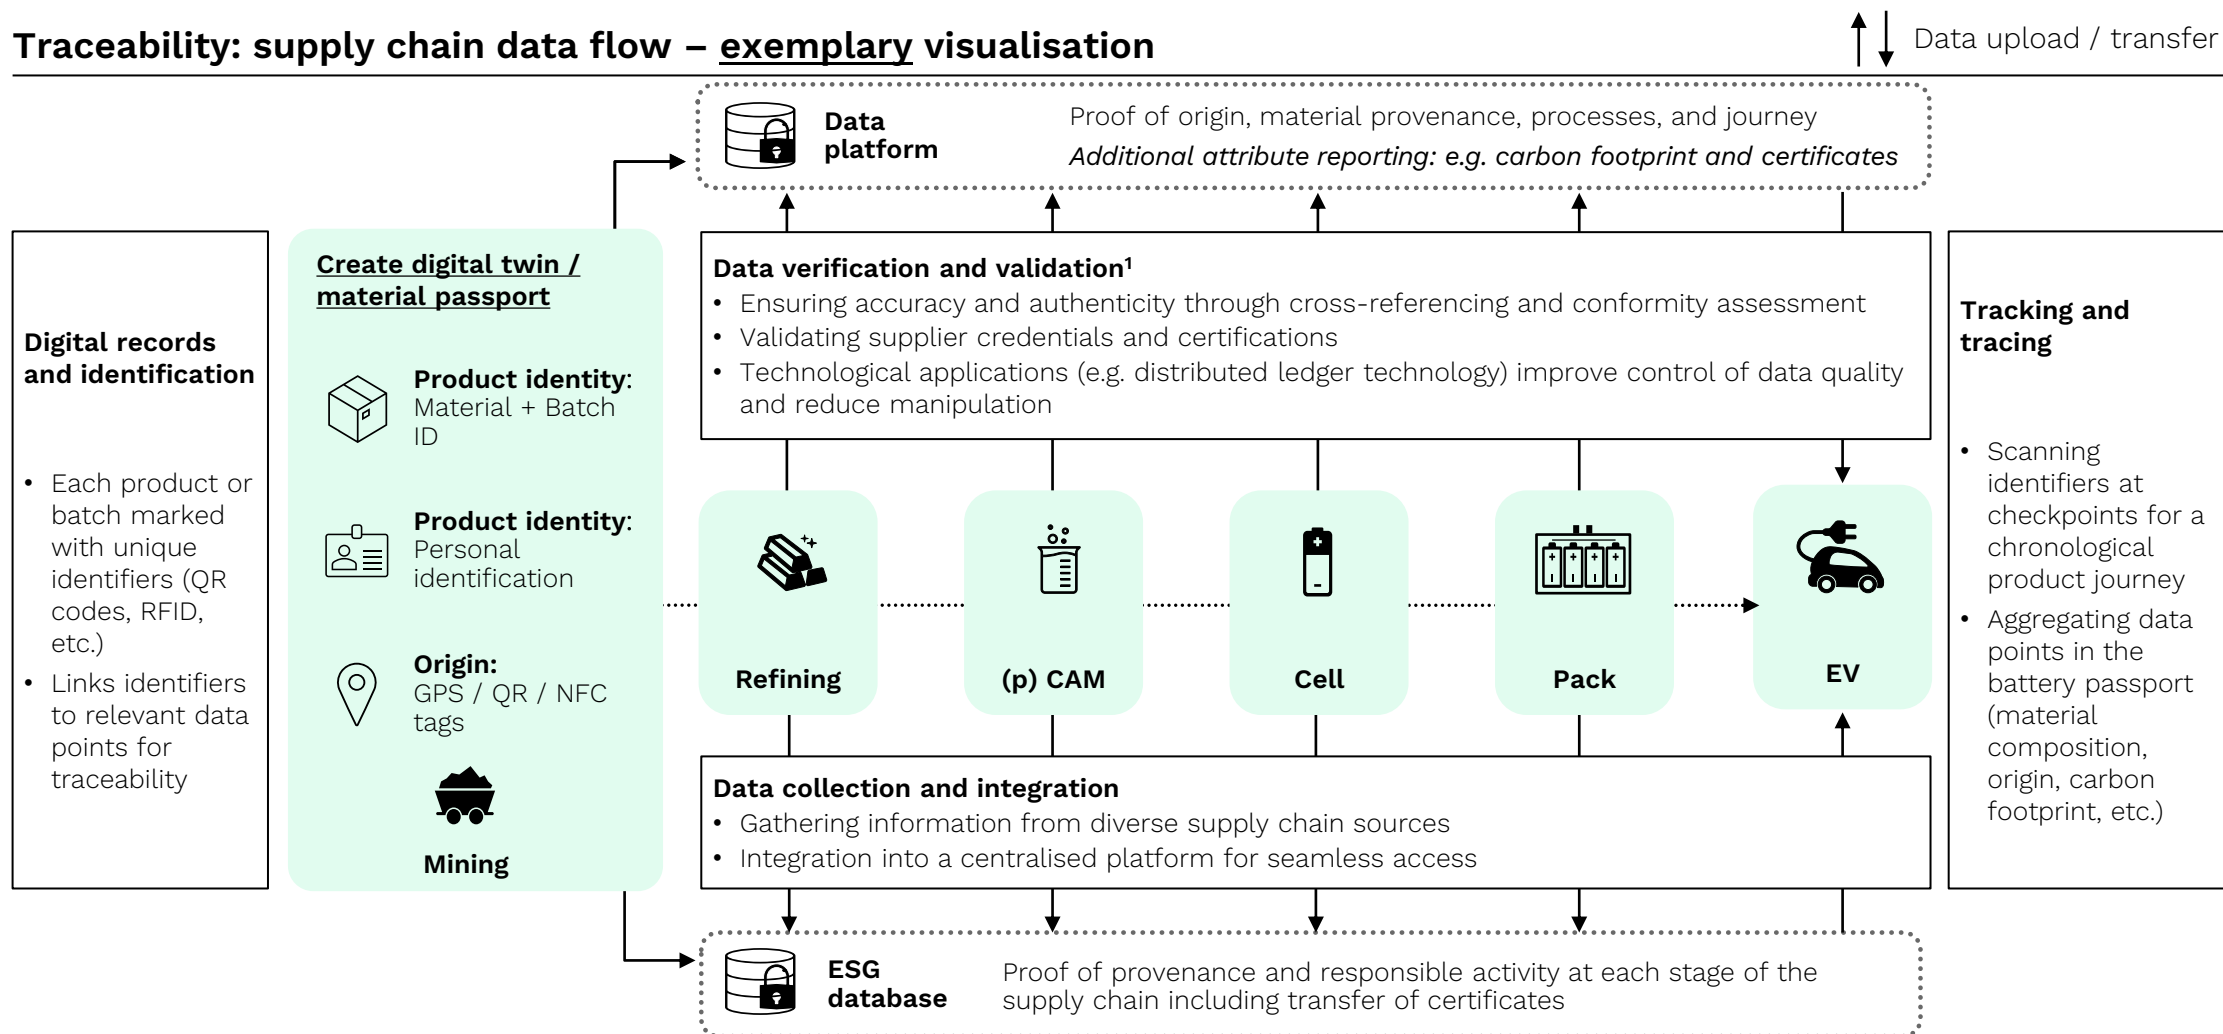 Traceability: supply chain data flow – exemplary visualisation
Data upload / transfer
Data
platform
Proof of origin, material provenance, processes, and journey
Additional attribute reporting: e.g. carbon footprint and certificates
Digital records
and identification
• Each product or
batch marked
with unique
identifiers (QR
codes, RFID,
etc.)
• Links identifiers
to relevant data
points for
traceability
Create digital twin /
material passport
Product identity:
Material + Batch
ID
Product identity:
Personal
identification
Origin:
GPS / QR / NFC
tags
Mining
Data verification and validation¹
• Ensuring accuracy and authenticity through cross-referencing and conformity assessment
• Validating supplier credentials and certifications
• Technological applications (e.g. distributed ledger technology) improve control of data quality
and reduce manipulation
Refining
(p) CAM
Cell
Pack
EV
Data collection and integration
• Gathering information from diverse supply chain sources
• Integration into a centralised platform for seamless access
ESG
database
Proof of provenance and responsible activity at each stage of the
supply chain including transfer of certificates
Tracking and
tracing
• Scanning
identifiers at
checkpoints for a
chronological
product journey
• Aggregating data
points in the
battery passport
(material
composition,
origin, carbon
footprint, etc.)